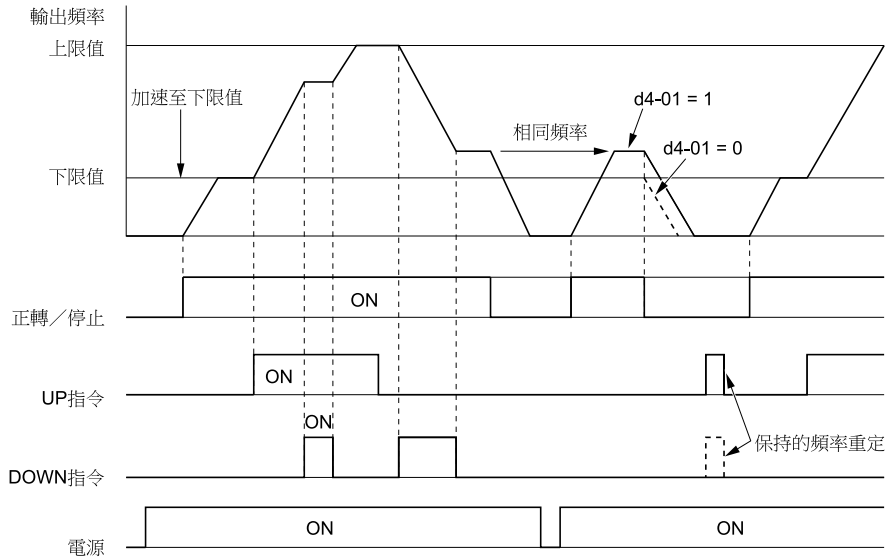 輸出頻率
上限值
加速至下限值
d4-01 = 1
相同頻率
d4-01 = 0
下限值
ON
正轉／停止
ON
UP指令
ON
保持的頻率重定
DOWN指令
ON
ON
電源